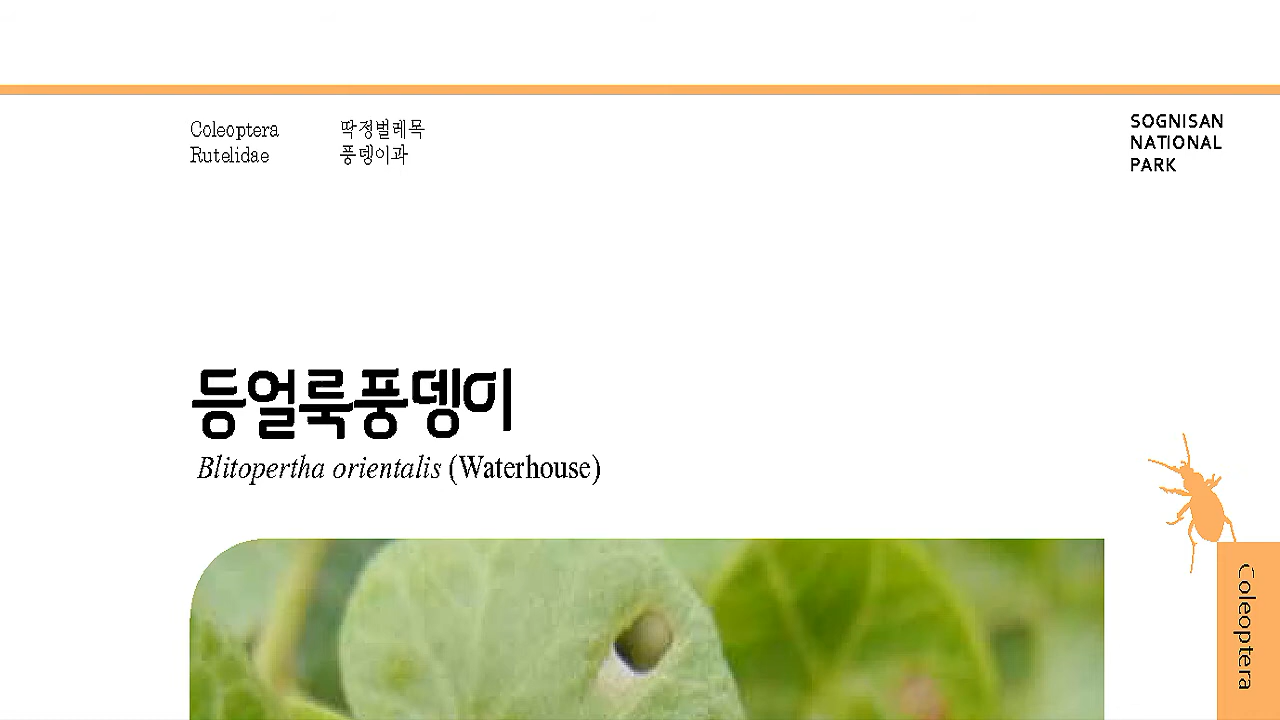 Coleoptera 딱정벌레목
Rutelidae 풍뎅이과
SOGNISAN
NATIONAL
PARK
등얼룩풍뎅이
Blitopertha orientalis (Waterhouse)
Coleoptera